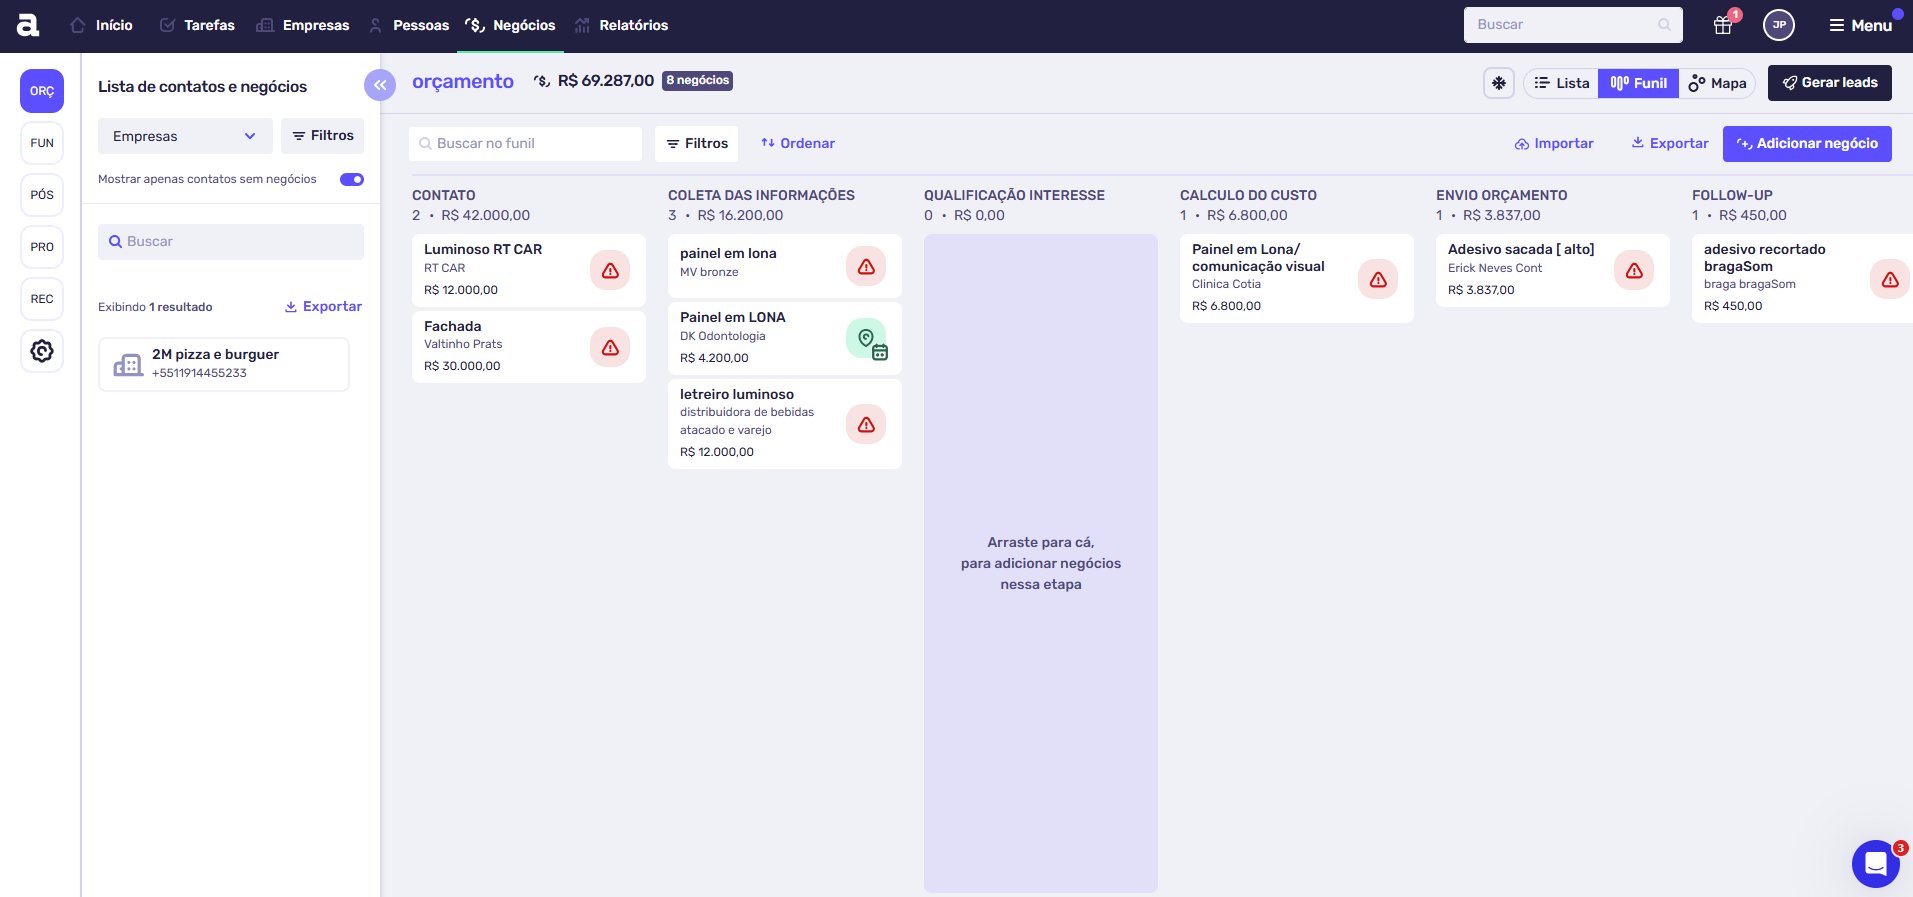 a
Início
Tarefas
Empresas
Pessoas
Negócios
Relatórios
Buscar
1
JP
Menu
ORÇ
FUN
PÓS
PRO
REC
Lista de contatos e negócios
Empresas
Filtros
Mostrar apenas contatos sem negócios
Buscar
Exibindo 1 resultado
Exportar
2M pizza e burguer
+5511914455233
orçamento
R$ 69.287,00
8 negócios
Lista
Funil
Mapa
Gerar leads
Buscar no funil
Filtros
Ordenar
Importar
Exportar
Adicionar negócio
CONTATO
2 • R$ 42.000,00
Luminoso RT CAR
RT CAR
R$ 12.000,00
Fachada
Valtinho Prats
R$ 30.000,00
COLETA DAS INFORMAÇÕES
3 • R$ 16.200,00
painel em lona
MV bronze
Painel em LONA
DK Odontologia
R$ 4.200,00
letreiro luminoso
distribuidora de bebidas
atacado e varejo
R$ 12.000,00
QUALIFICAÇÃO INTERESSE
0 • R$ 0,00
Arraste para cá,
para adicionar negócios
nessa etapa
CALCULO DO CUSTO
1 • R$ 6.800,00
Painel em Lona/
comunicação visual
Clinica Cotia
R$ 6.800,00
ENVIO ORÇAMENTO
1 • R$ 3.837,00
Adesivo sacada [ alto]
Erick Neves Cont
R$ 3.837,00
FOLLOW-UP
1 • R$ 450,00
adesivo recortado
bragaSom
braga bragaSom
R$ 450,00
3